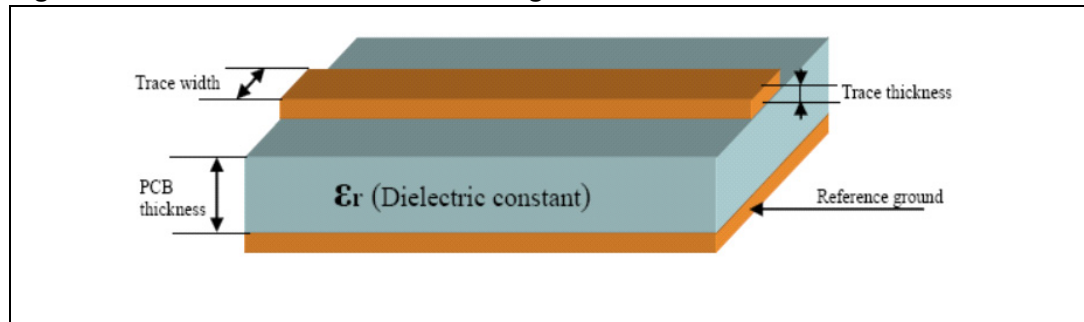 Trace width
Trace thickness
PCB
thickness
εr (Dielectric constant)
Reference ground